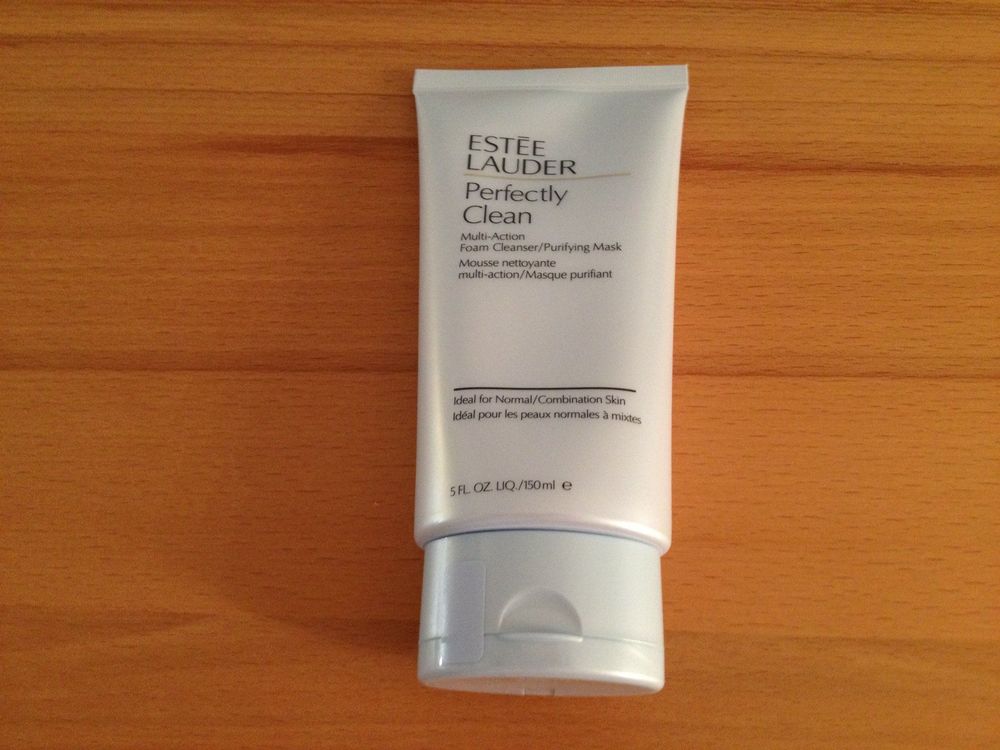 ESTĒE
LAUDER
Perfectly
Clean
Multi-Action
Foam Cleanser/Purifying Mask
Mousse nettoyante
multi-action/Masque purifiant
Ideal for Normal/Combination Skin
Idéal pour les peaux normales à mixtes
5 FL. OZ. LIQ./150ml ℮